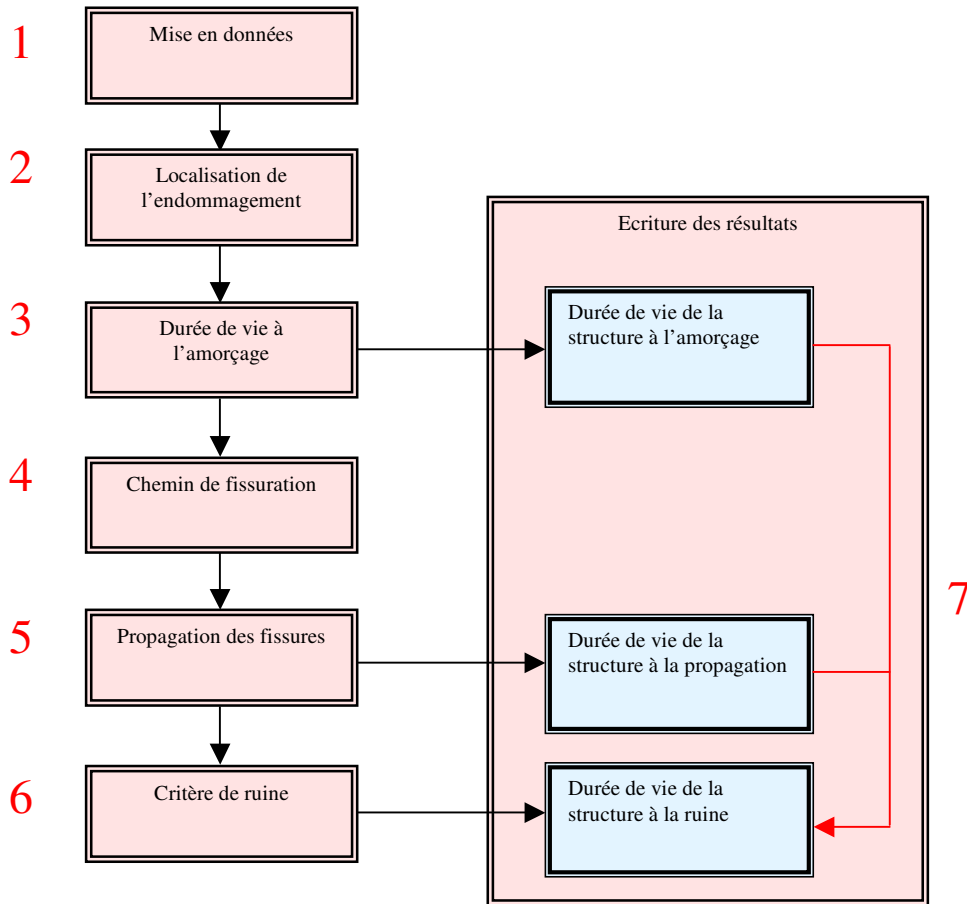 1
Mise en données
2
Localisation de
l’endommagement
3
Durée de vie à
l’amorçage
4
Chemin de fissuration
5
Propagation des fissures
6
Critère de ruine
Ecriture des résultats
Durée de vie de la
structure à l’amorçage
Durée de vie de la
structure à la propagation
Durée de vie de la
structure à la ruine
7